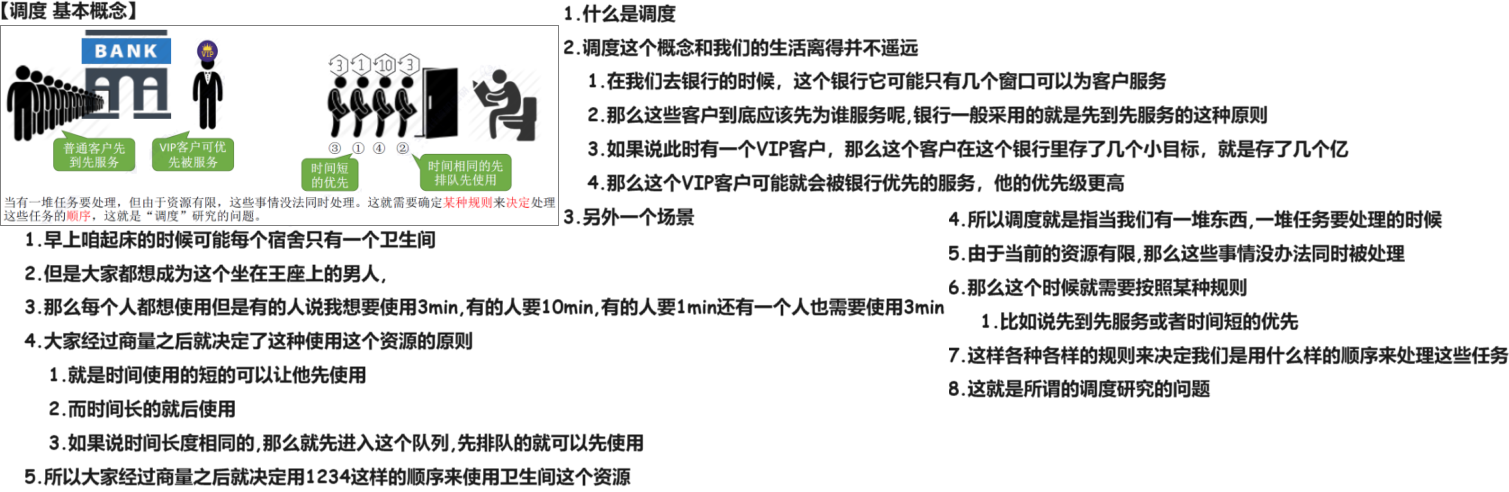 【调度 基本概念】
BANK
VIP
3 1 10 3
③ ① ④ ②
普通客户先
到先服务
VIP客户可优
先被服务
时间短
的优先
时间相同的先
排队先使用
当有一堆任务要处理，但由于资源有限，这些事情没法同时处理。这就需要确定某种规则来决定处理
这些任务的顺序，这就是“调度”研究的问题。
1.什么是调度
2.调度这个概念和我们的生活离得并不遥远
1.在我们去银行的时候，这个银行它可能只有几个窗口可以为客户服务
2.那么这些客户到底应该先为谁服务呢,银行一般采用的就是先到先服务的这种原则
3.如果说此时有一个VIP客户，那么这个客户在这个银行里存了几个小目标，就是存了几个亿
4.那么这个VIP客户可能就会被银行优先的服务，他的优先级更高
3.另外一个场景
1.早上咱起床的时候可能每个宿舍只有一个卫生间
2.但是大家都想成为这个坐在王座上的男人,
3.那么每个人都想使用但是有的人说我想要使用3min,有的人要10min,有的人要1min还有一个人也需要使用3min
4.大家经过商量之后就决定了这种使用这个资源的原则
1.就是时间使用的短的可以让他先使用
2.而时间长的就后使用
3.如果说时间长度相同的,那么就先进入这个队列,先排队的就可以先使用
5.所以大家经过商量之后就决定用1234这样的顺序来使用卫生间这个资源
4.所以调度就是指当我们有一堆东西,一堆任务要处理的时候
5.由于当前的资源有限,那么这些事情没办法同时被处理
6.那么这个时候就需要按照某种规则
1.比如说先到先服务或者时间短的优先
7.这样各种各样的规则来决定我们是用什么样的顺序来处理这些任务
8.这就是所谓的调度研究的问题